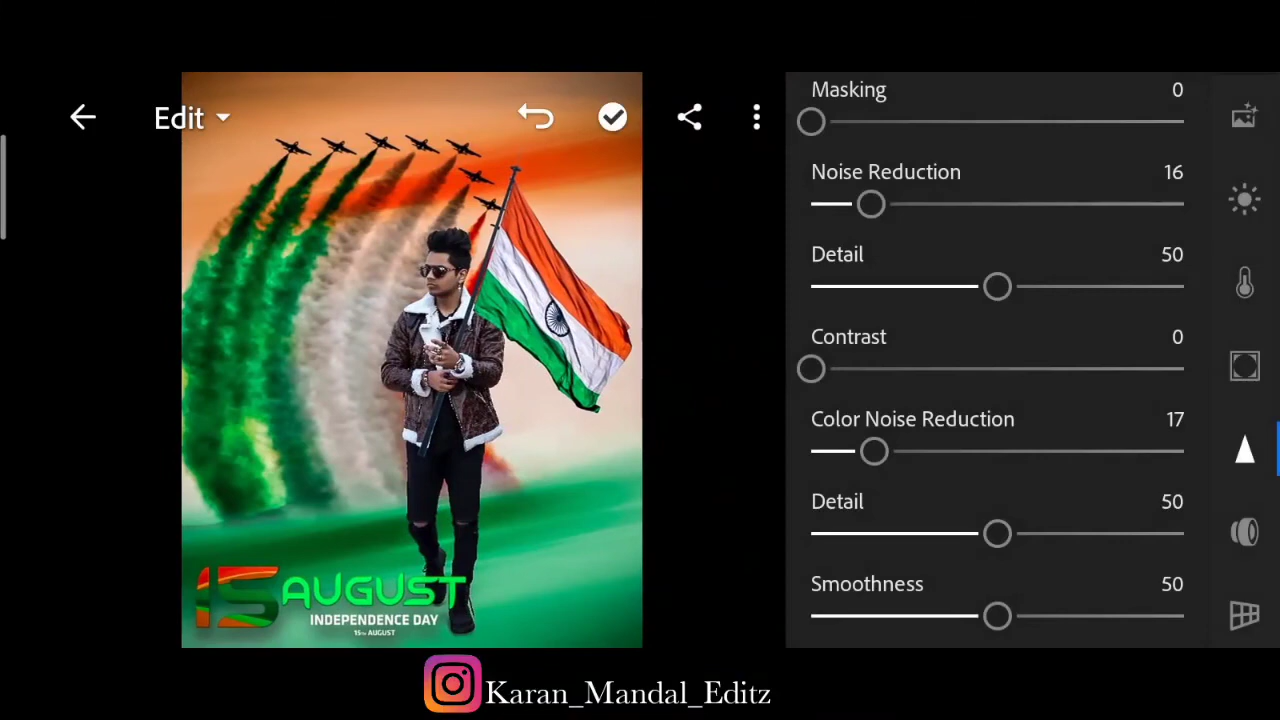 Edit
Masking 0
Noise Reduction 16
Detail 50
Contrast 0
Color Noise Reduction 17
Detail 50
Smoothness 50
15 AUGUST
INDEPENDENCE DAY
15TH AUGUST
Karan_Mandal_Editz